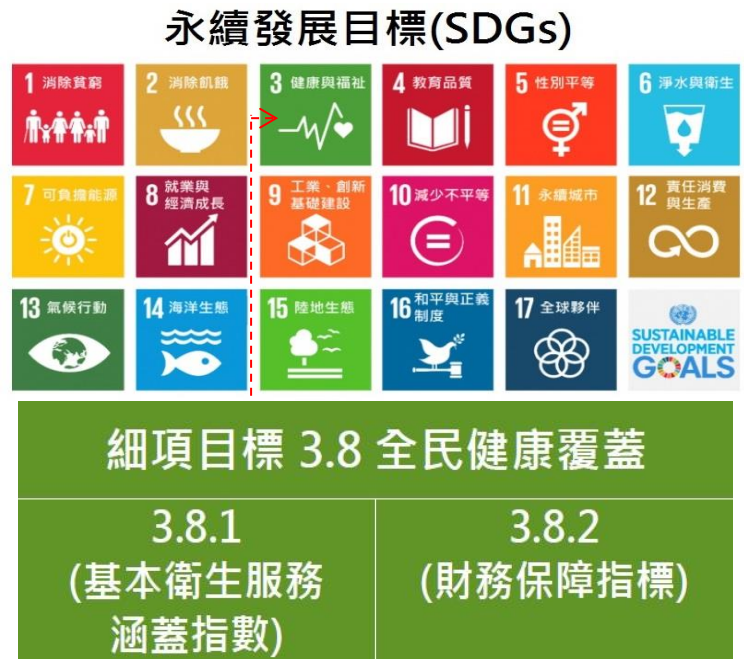 永續發展目標(SDGs)
1 消除貧窮
2 消除飢餓
3 健康與福祉
4 教育品質
5 性別平等
6 淨水與衛生
7 可負擔能源
8 就業與
經濟成長
9 工業、創新
基礎建設
10 減少不平等
11 永續城市
12 責任消費
與生產
13 氣候行動
14 海洋生態
15 陸地生態
16 和平與正義
制度
17 全球夥伴
SUSTAINABLE
DEVELOPMENT
GOALS
細項目標 3.8 全民健康覆蓋
3.8.1
(基本衛生服務
涵蓋指數)
3.8.2
(財務保障指標)